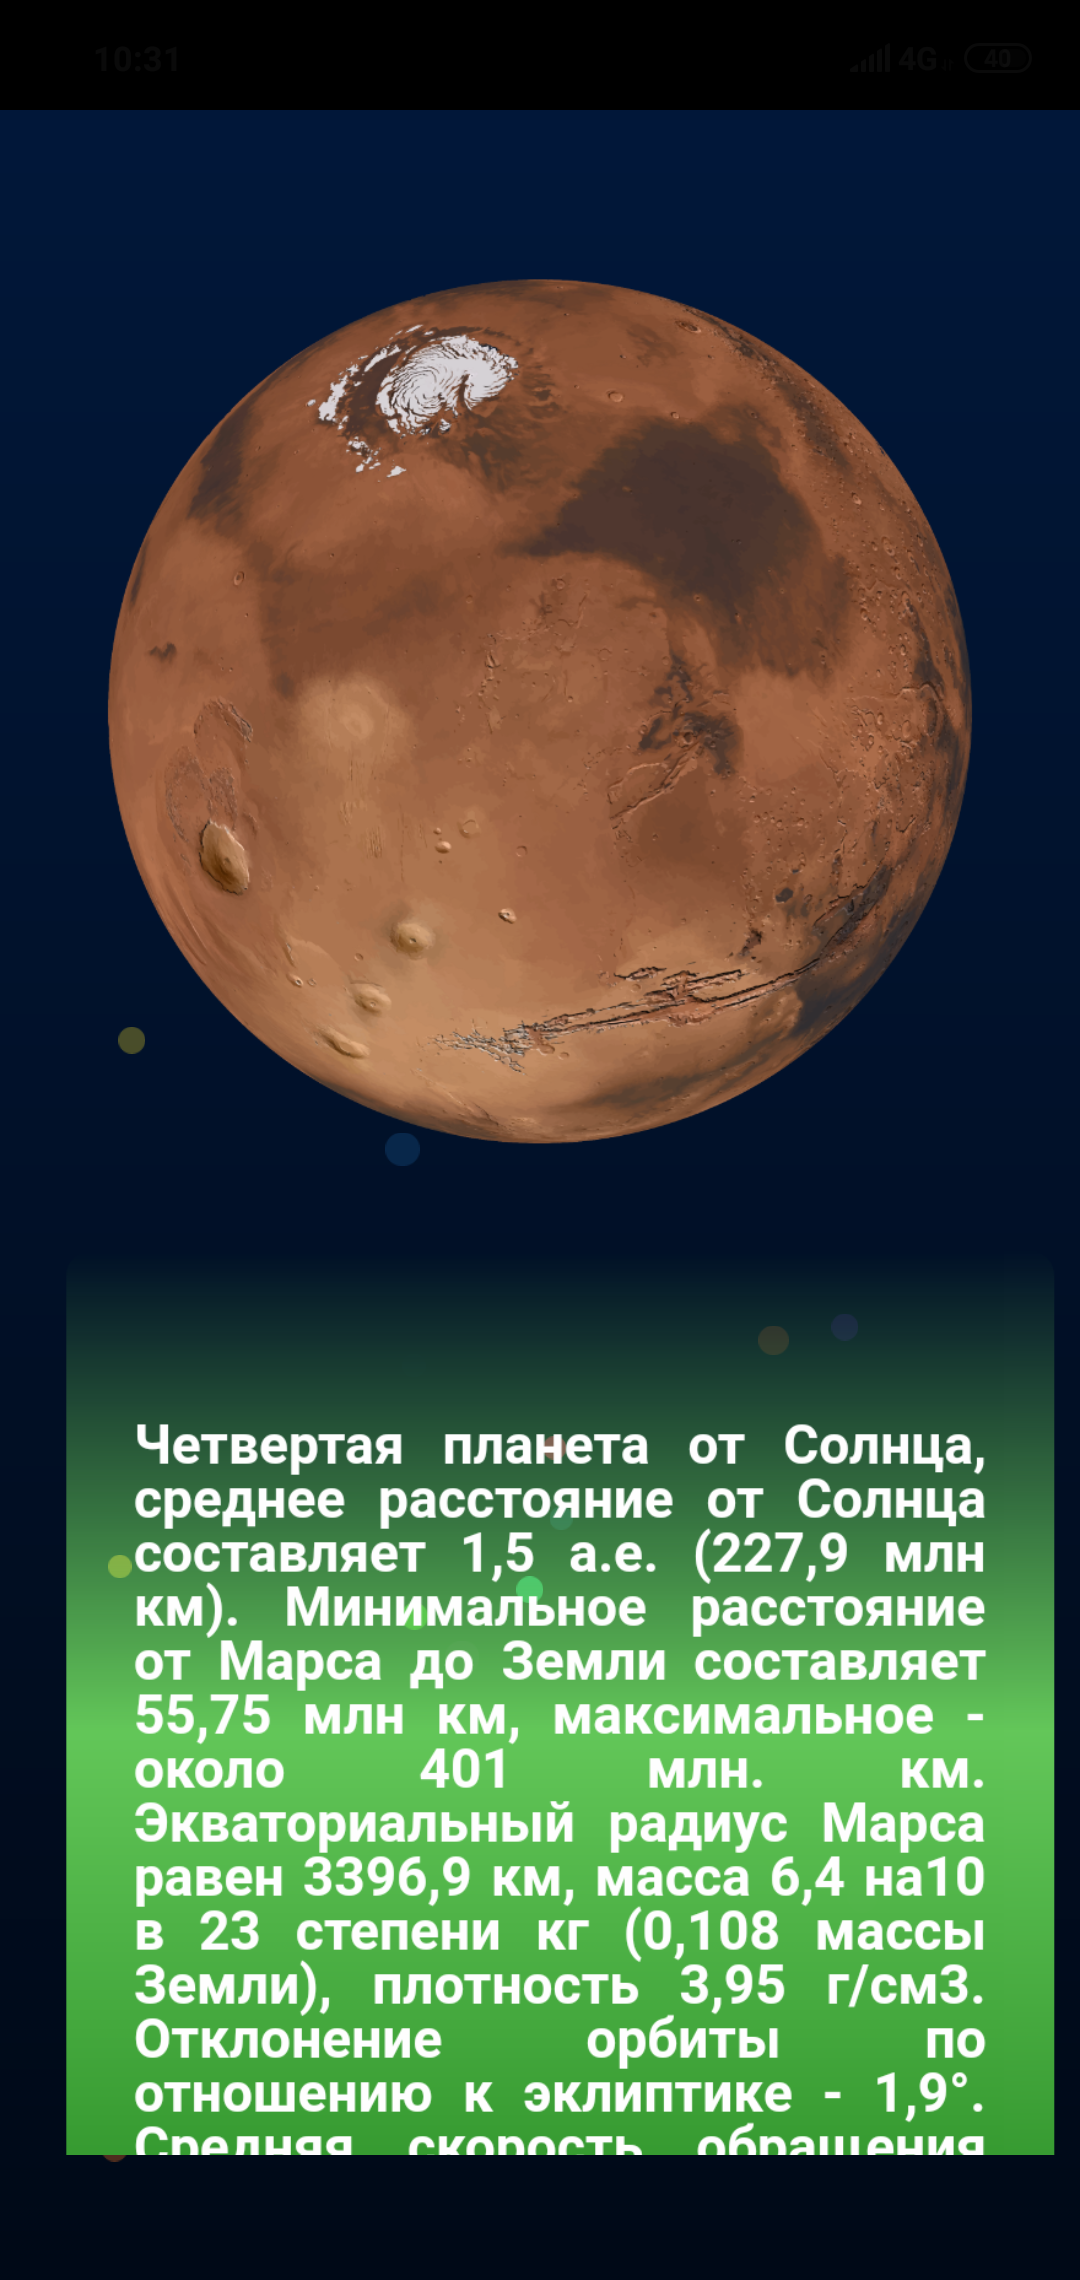 10:31 4G 40
Четвертая планета от Солнца,
среднее расстояние от Солнца
составляет 1,5 а.е. (227,9 млн
км). Минимальное расстояние
от Марса до Земли составляет
55,75 млн км, максимальное -
около 401 млн. км.
Экваториальный радиус Марса
равен 3396,9 км, масса 6,4 на10
в 23 степени кг (0,108 массы
Земли), плотность 3,95 г/см3.
Отклонение орбиты по
отношению к эклиптике - 1,9°.
Средняя скорость обращения